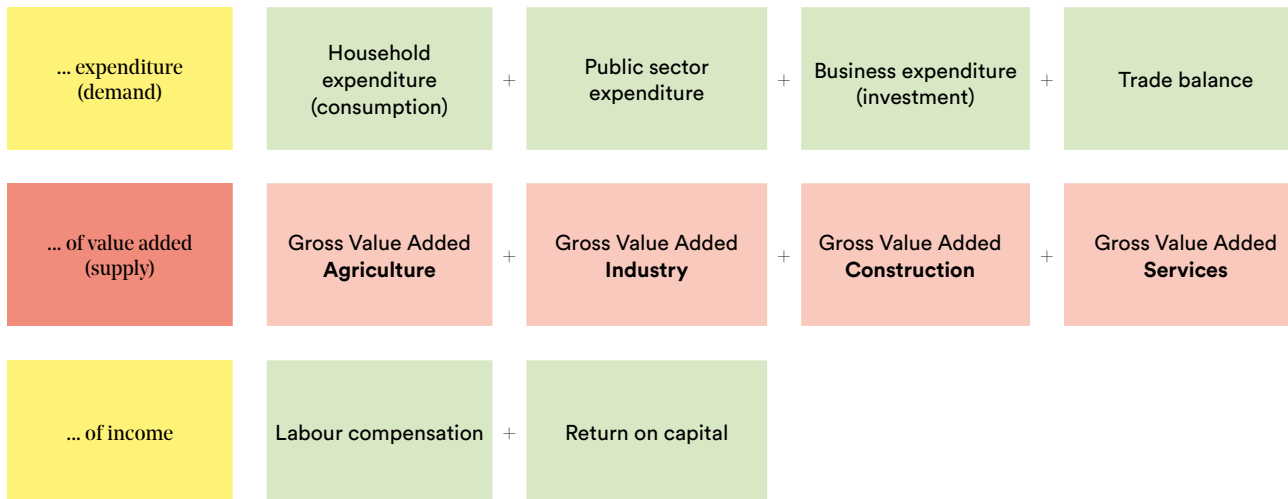 ... expenditure
(demand)
Household
expenditure
(consumption)
+
Public sector
expenditure
+
Business expenditure
(investment)
+
Trade balance
... of value added
(supply)
Gross Value Added
Agriculture
+
Gross Value Added
Industry
+
Gross Value Added
Construction
+
Gross Value Added
Services
... of income
Labour compensation
+
Return on capital